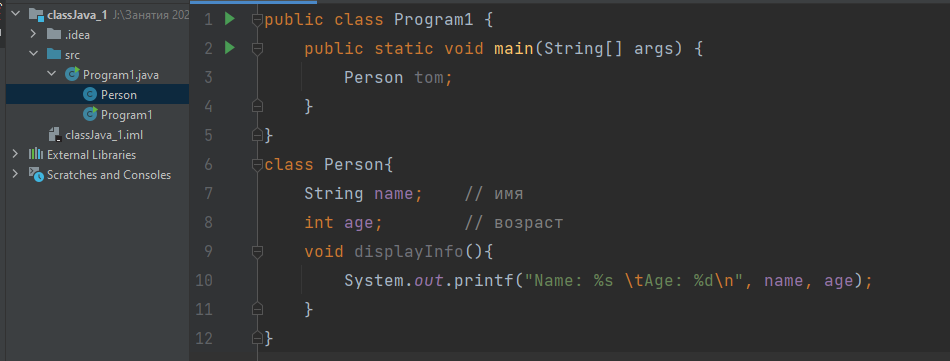 classJava_1 J:\Занятия 202
.idea
src
Program1.java
Person
Program1
classJava_1.iml
External Libraries
Scratches and Consoles
1 public class Program1 {
2 public static void main(String[] args) {
3 Person tom;
4 }
5 }
6 class Person{
7 String name; // имя
8 int age; // возраст
9 void displayInfo(){
10 System.out.printf("Name: %s \tAge: %d\n", name, age);
11 }
12 }